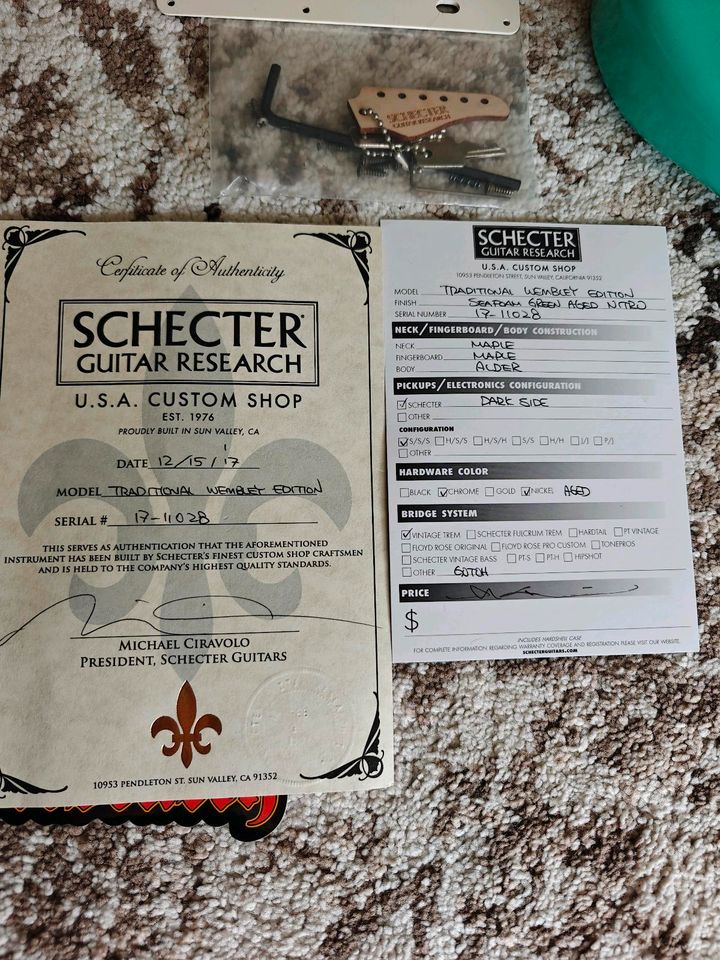 SCHECTER
GUITAR RESEARCH
Certificate of Authenticity
SCHECTER
GUITAR RESEARCH
U.S.A. CUSTOM SHOP
EST. 1976
PROUDLY BUILT IN SUN VALLEY, CA
DATE 12/15/17
MODEL TRADITIONAL WEMBLEY EDITION
SERIAL # 17-11028
THIS SERVES AS AUTHENTICATION THAT THE AFOREMENTIONED
INSTRUMENT HAS BEEN BUILT BY SCHECTER'S FINEST CUSTOM SHOP CRAFTSMEN
AND IS HELD TO THE COMPANY'S HIGHEST QUALITY STANDARDS.
MICHAEL CIRAVOLO
PRESIDENT, SCHECTER GUITARS
10953 PENDLETON ST. SUN VALLEY, CA 91352
SCHECTER
GUITAR RESEARCH
U.S.A. CUSTOM SHOP
10953 PENDLETON STREET, SUN VALLEY, CALIFORNIA 91352
MODEL TRADITIONAL WEMBLEY EDITION
FINISH SEAFOAM GREEN AGED NITRO
SERIAL NUMBER 17-11028
NECK/FINGERBOARD/BODY CONSTRUCTION
NECK MAPLE
FINGERBOARD MAPLE
BODY ALDER
PICKUPS/ELECTRONICS CONFIGURATION
SCHECTER DARK SIDE
OTHER
CONFIGURATION
S/S/S H/S/S H/S/H S/S H/H J/J P/J
OTHER
HARDWARE COLOR
BLACK CHROME GOLD NICKEL AGED
BRIDGE SYSTEM
VINTAGE TREM SCHECTER FULCRUM TREM HARDTAIL PT VINTAGE
FLOYD ROSE ORIGINAL FLOYD ROSE PRO CUSTOM TONEPROS
SCHECTER VINTAGE BASS PT-S PT-H HIPSHOT
OTHER GOTOH
PRICE
$
INCLUDES HARDSHELL CASE
FOR COMPLETE INFORMATION REGARDING WARRANTY COVERAGE AND REGISTRATION PLEASE VISIT OUR WEBSITE.
SCHECTERGUITARS.COM